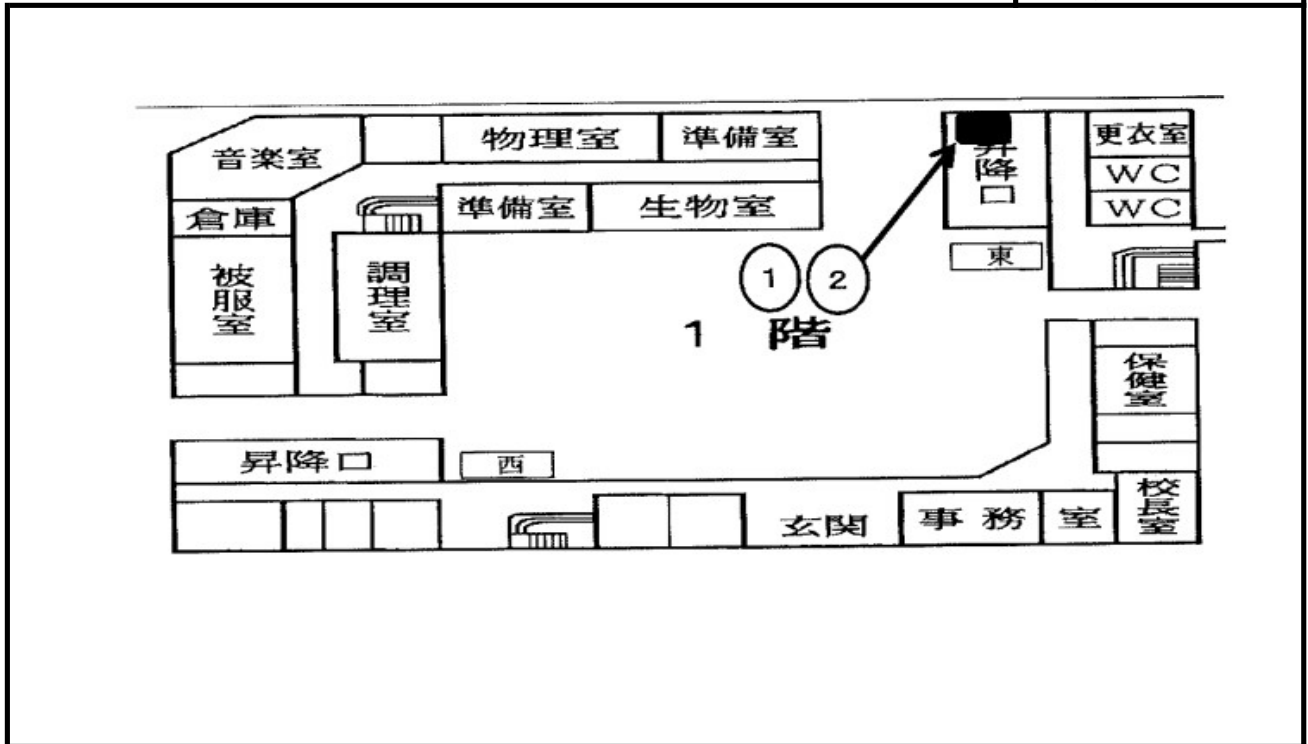 音楽室
物理室
準備室
昇降口
更衣室
WC
WC
倉庫
準備室
生物室
東
被服室
調理室
① ②
1 階
保健室
昇降口
西
玄関
事務室
校長室